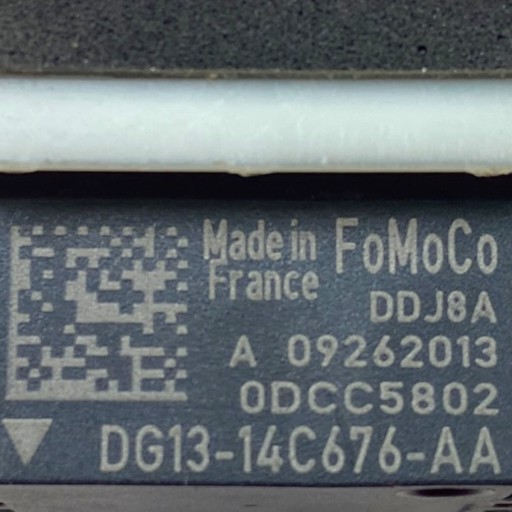 Made in FoMoCo
France
DDJ8A
A 09262013
0DCC5802
DG13-14C676-AA